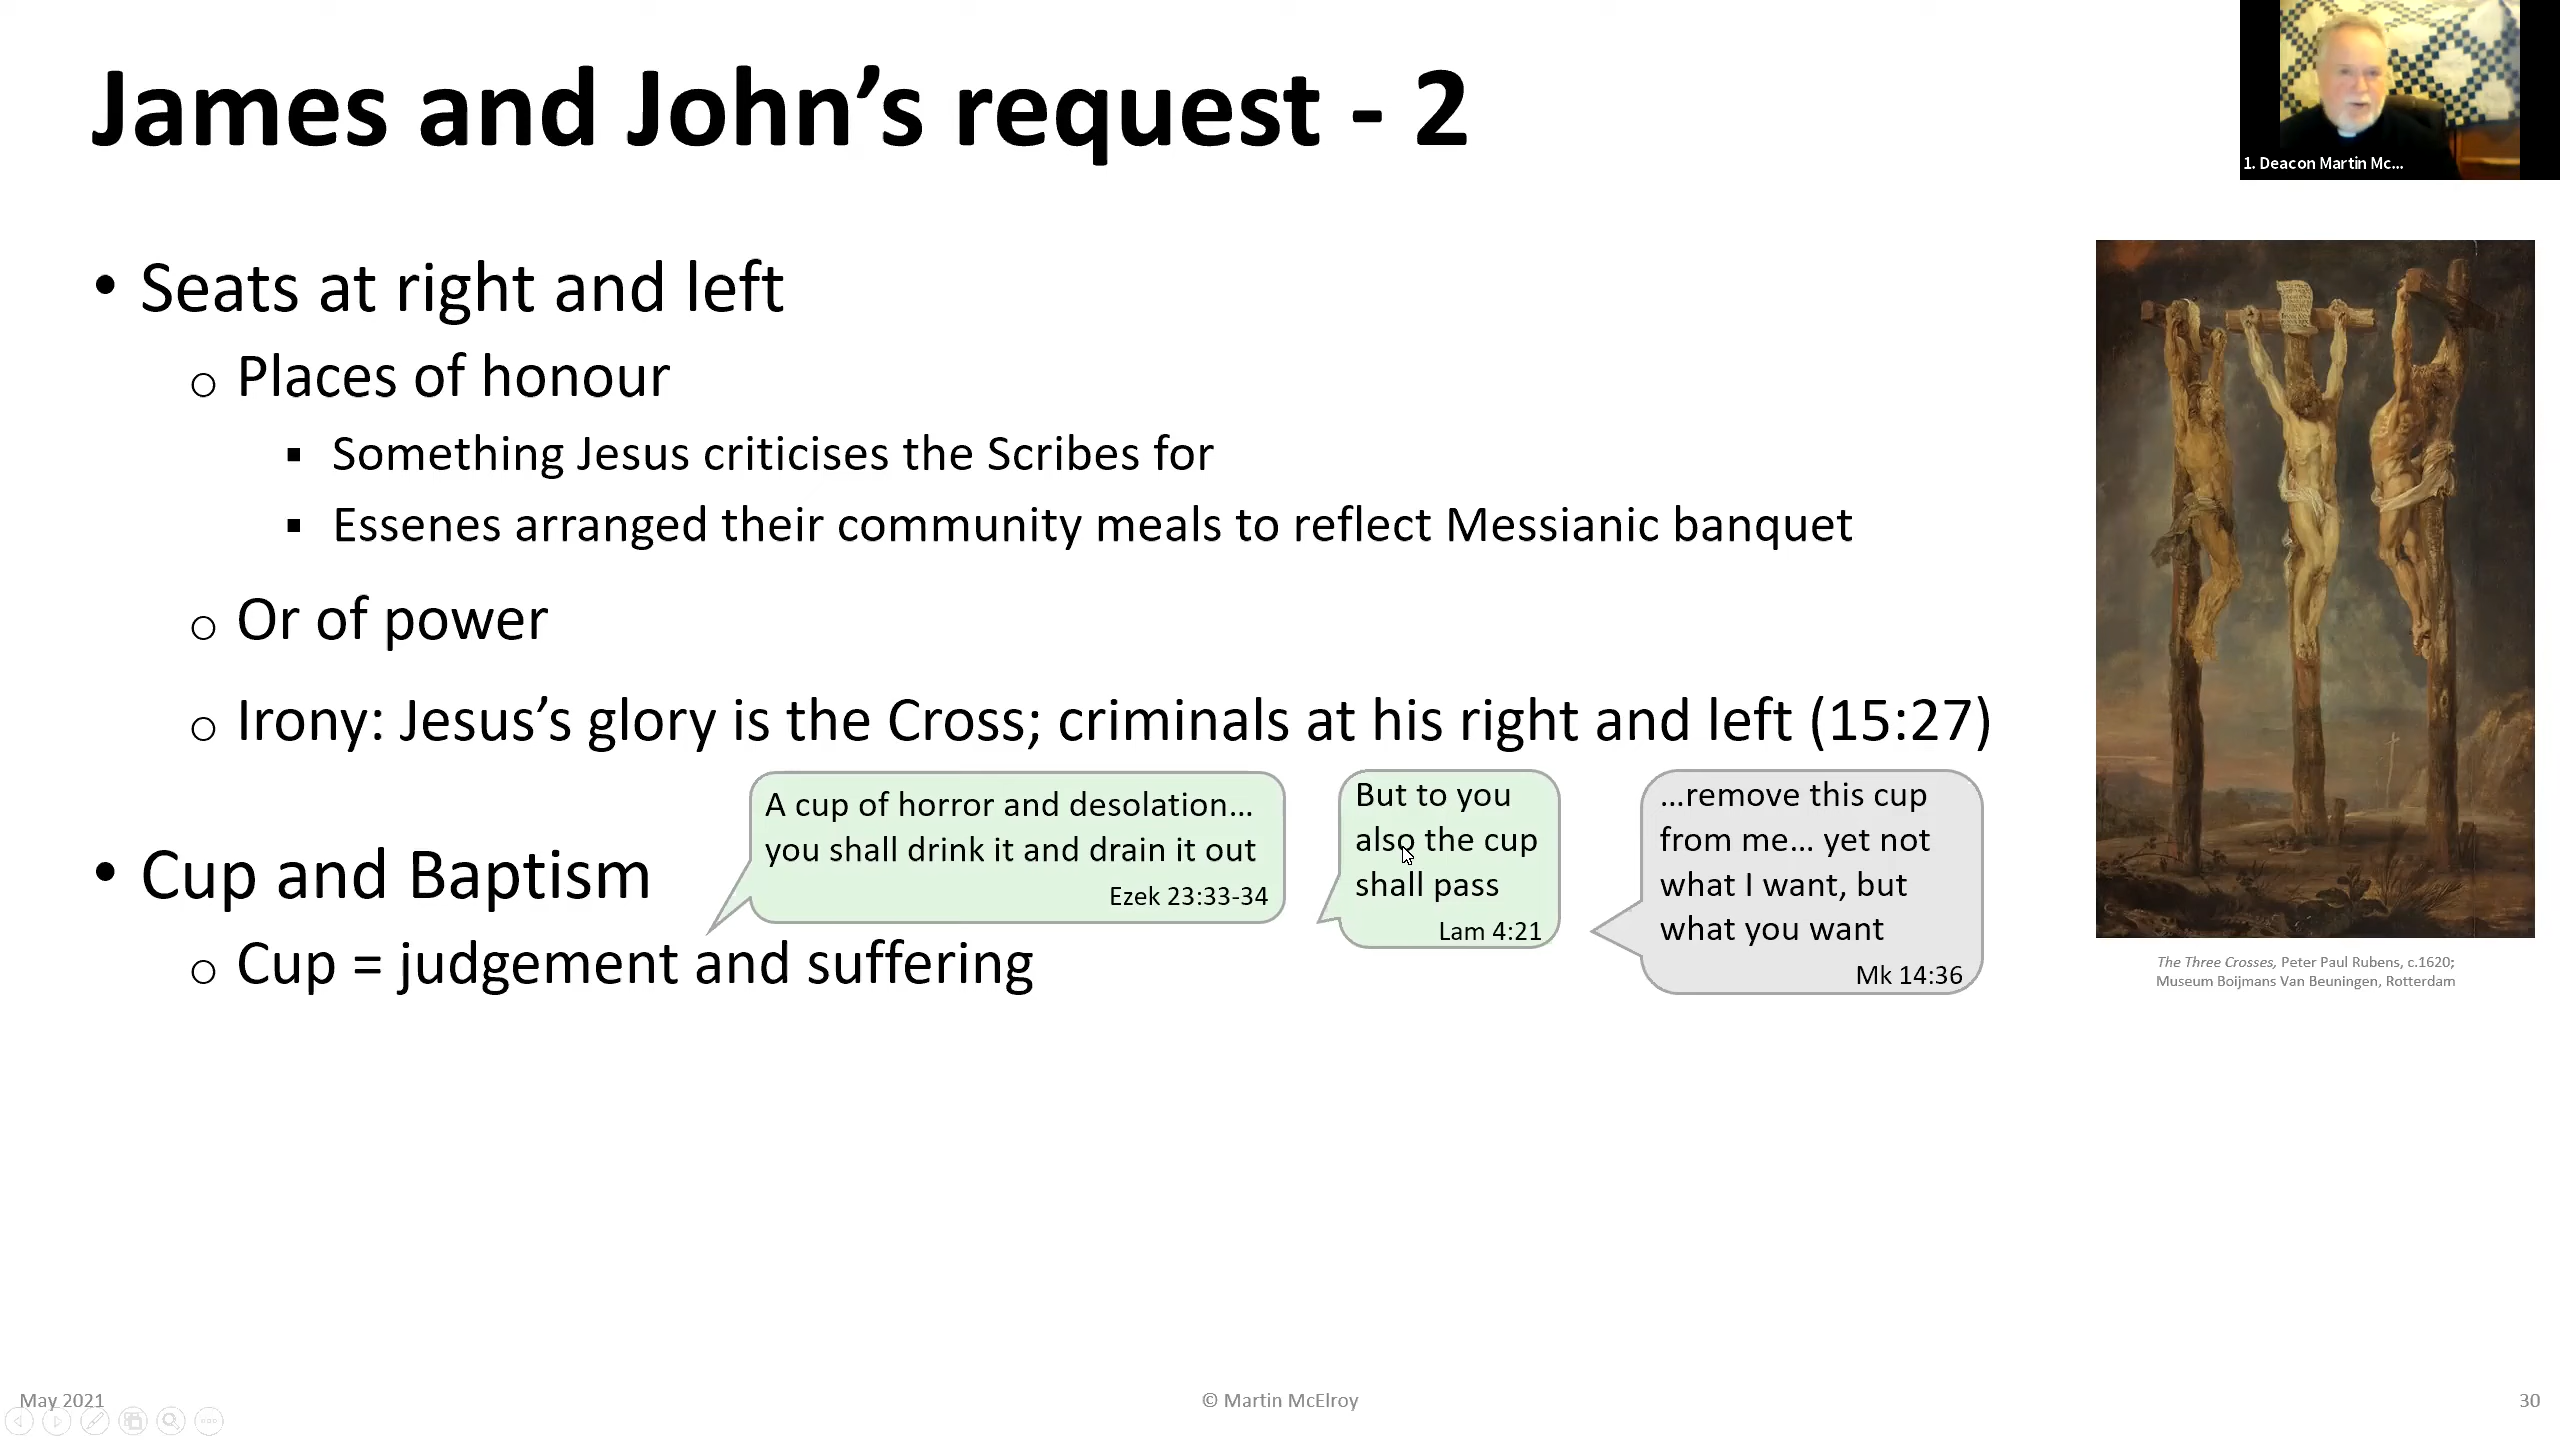 James and John’s request - 2
1. Deacon Martin Mc...
• Seats at right and left
o Places of honour
▪ Something Jesus criticises the Scribes for
▪ Essenes arranged their community meals to reflect Messianic banquet
o Or of power
o Irony: Jesus’s glory is the Cross; criminals at his right and left (15:27)
• Cup and Baptism
A cup of horror and desolation…
you shall drink it and drain it out
Ezek 23:33-34
But to you
also the cup
shall pass
Lam 4:21
…remove this cup
from me… yet not
what I want, but
what you want
Mk 14:36
o Cup = judgement and suffering
The Three Crosses, Peter Paul Rubens, c.1620;
Museum Boijmans Van Beuningen, Rotterdam
May 2021
© Martin McElroy
30